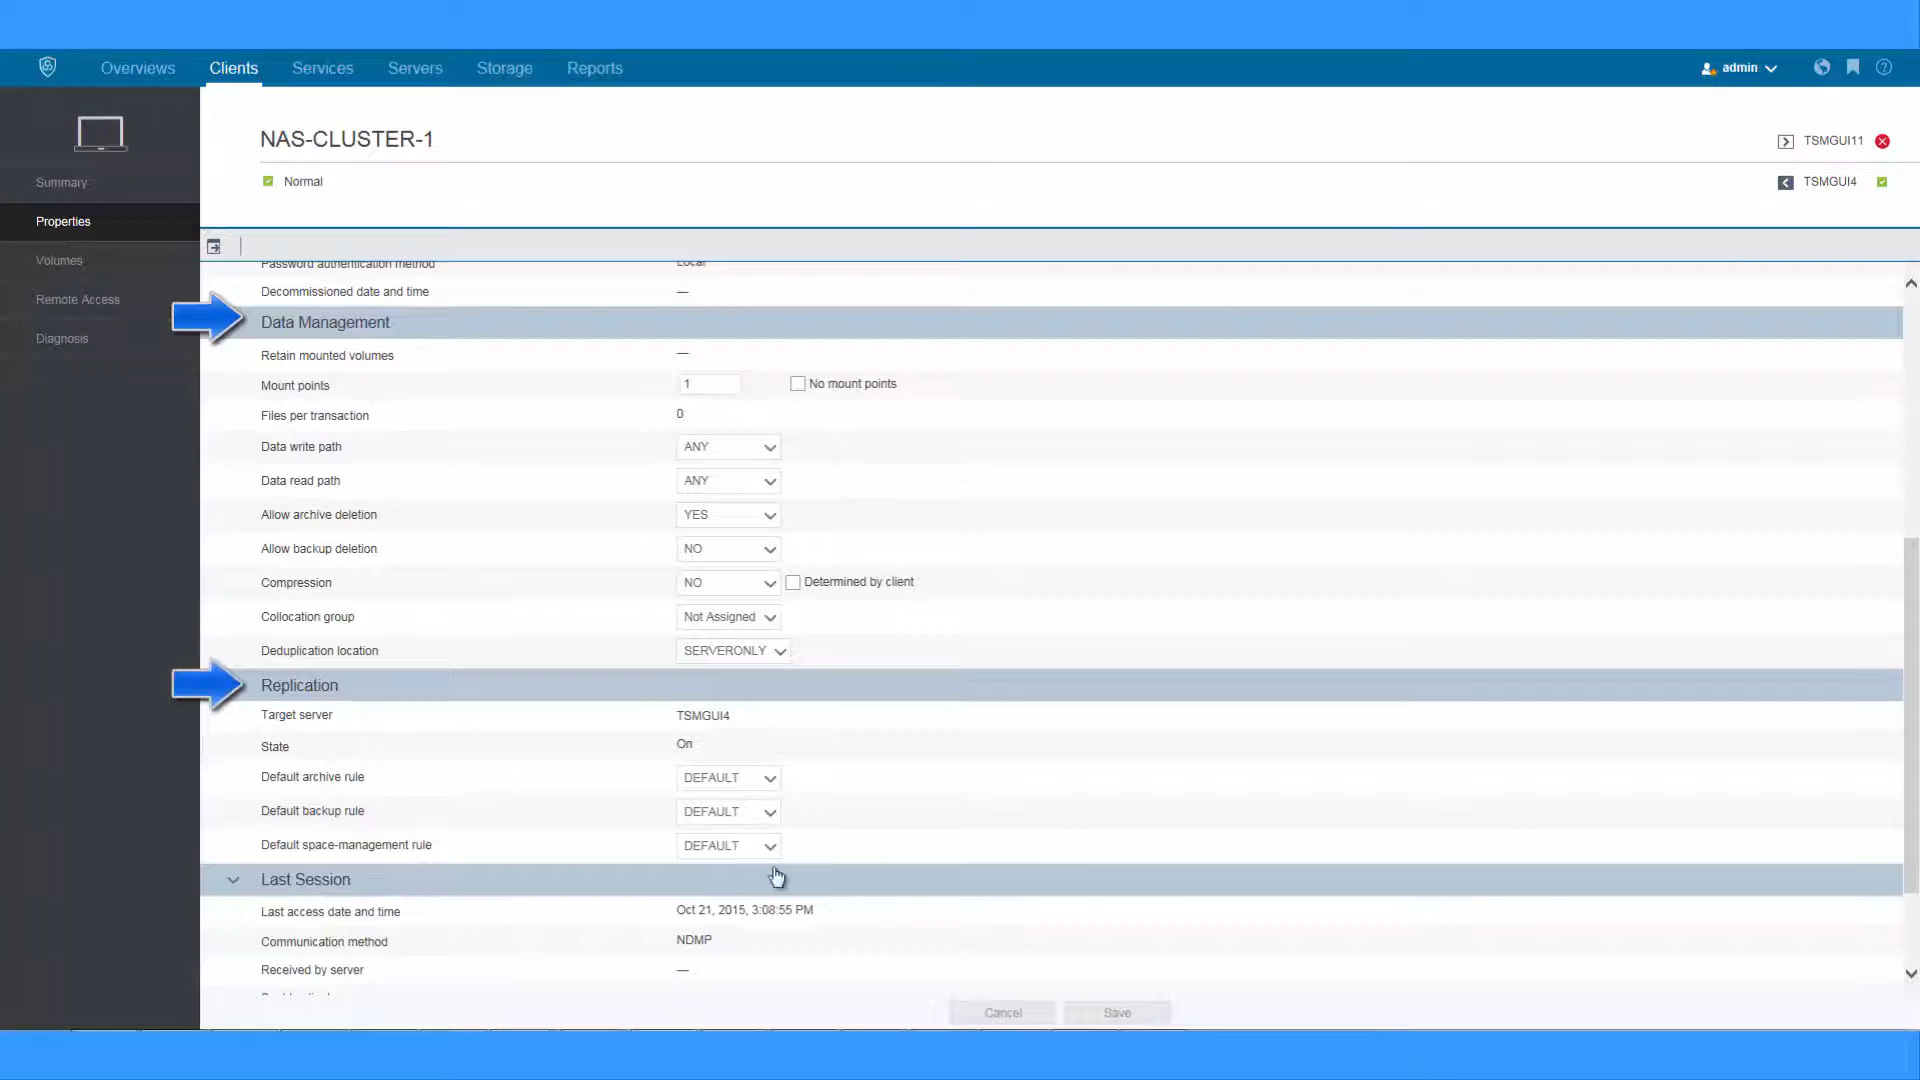 Overviews Clients Services Servers Storage Reports admin
NAS-CLUSTER-1 TSMGUI11
Normal TSMGUI4
Summary
Properties
Volumes
Remote Access
Diagnosis
Password authentication method Local
Decommissioned date and time —
Data Management
Retain mounted volumes —
Mount points 1 No mount points
Files per transaction 0
Data write path ANY
Data read path ANY
Allow archive deletion YES
Allow backup deletion NO
Compression NO Determined by client
Collocation group Not Assigned
Deduplication location SERVERONLY
Replication
Target server TSMGUI4
State On
Default archive rule DEFAULT
Default backup rule DEFAULT
Default space-management rule DEFAULT
Last Session
Last access date and time Oct 21, 2015, 3:08:55 PM
Communication method NDMP
Received by server —
Cancel Save